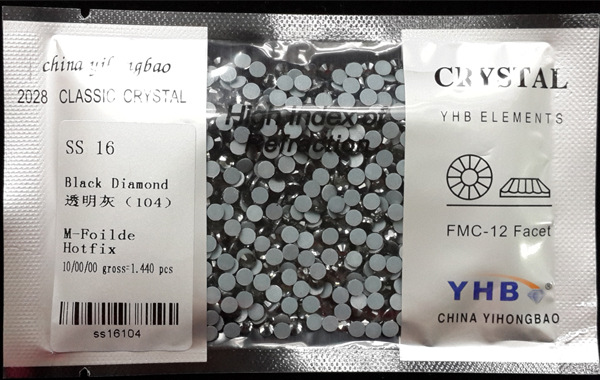 china yihongbao
2028 CLASSIC CRYSTAL
SS 16
Black Diamond
透明灰 (104)
M-Foilde
Hotfix
10/00/00 gross=1.440 pcs
ss16104
High Index of
Refraction
CRYSTAL
YHB ELEMENTS
FMC-12 Facet
YHB®
CHINA YIHONGBAO